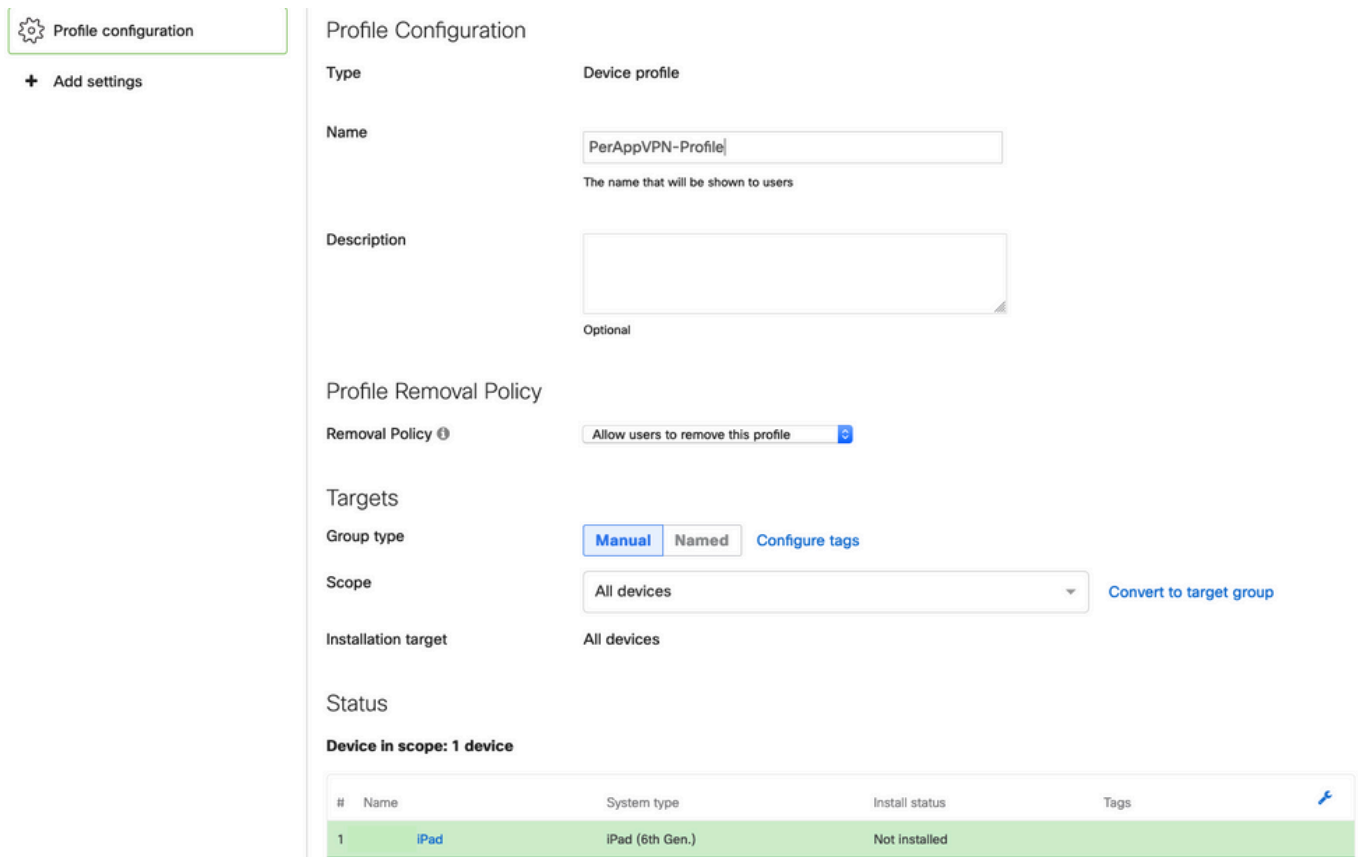 Profile configuration
+ Add settings
Profile Configuration
Type Device profile
Name PerAppVPN-Profile
The name that will be shown to users
Description
Optional
Profile Removal Policy
Removal Policy Allow users to remove this profile
Targets
Group type Manual Named Configure tags
Scope All devices Convert to target group
Installation target All devices
Status
Device in scope: 1 device
# Name System type Install status Tags
1 iPad iPad (6th Gen.) Not installed